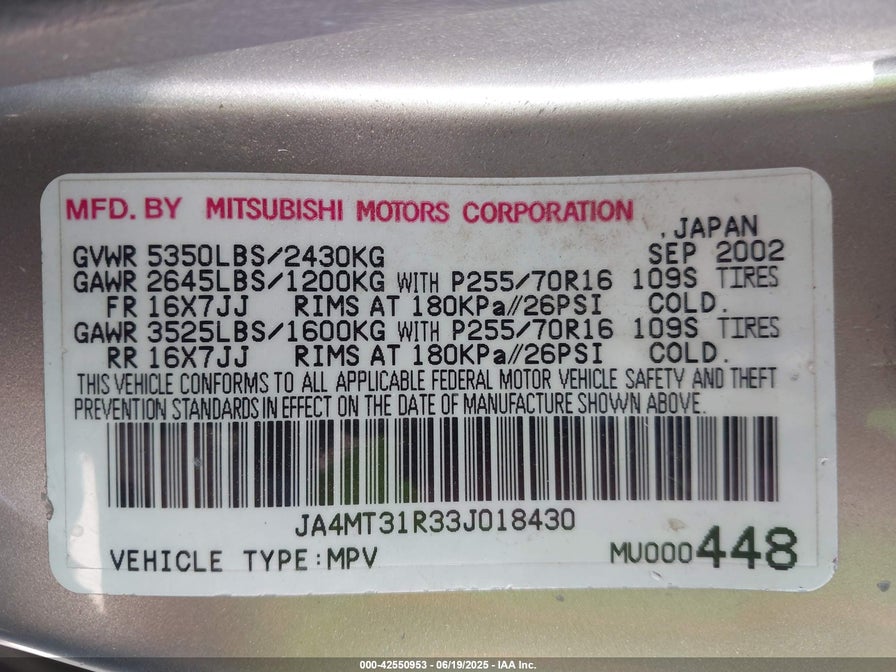 MFD. BY MITSUBISHI MOTORS CORPORATION
.JAPAN
GVWR 5350LBS/2430KG SEP 2002
GAWR 2645LBS/1200KG WITH P255/70R16 109S TIRES
FR 16X7JJ RIMS AT 180KPa//26PSI COLD.
GAWR 3525LBS/1600KG WITH P255/70R16 109S TIRES
RR 16X7JJ RIMS AT 180KPa//26PSI COLD.
THIS VEHICLE CONFORMS TO ALL APPLICABLE FEDERAL MOTOR VEHICLE SAFETY AND THEFT
PREVENTION STANDARDS IN EFFECT ON THE DATE OF MANUFACTURE SHOWN ABOVE.
JA4MT31R33J018430
VEHICLE TYPE:MPV MU000448
000-42550953 / 06/19/2025 - IAA Inc.